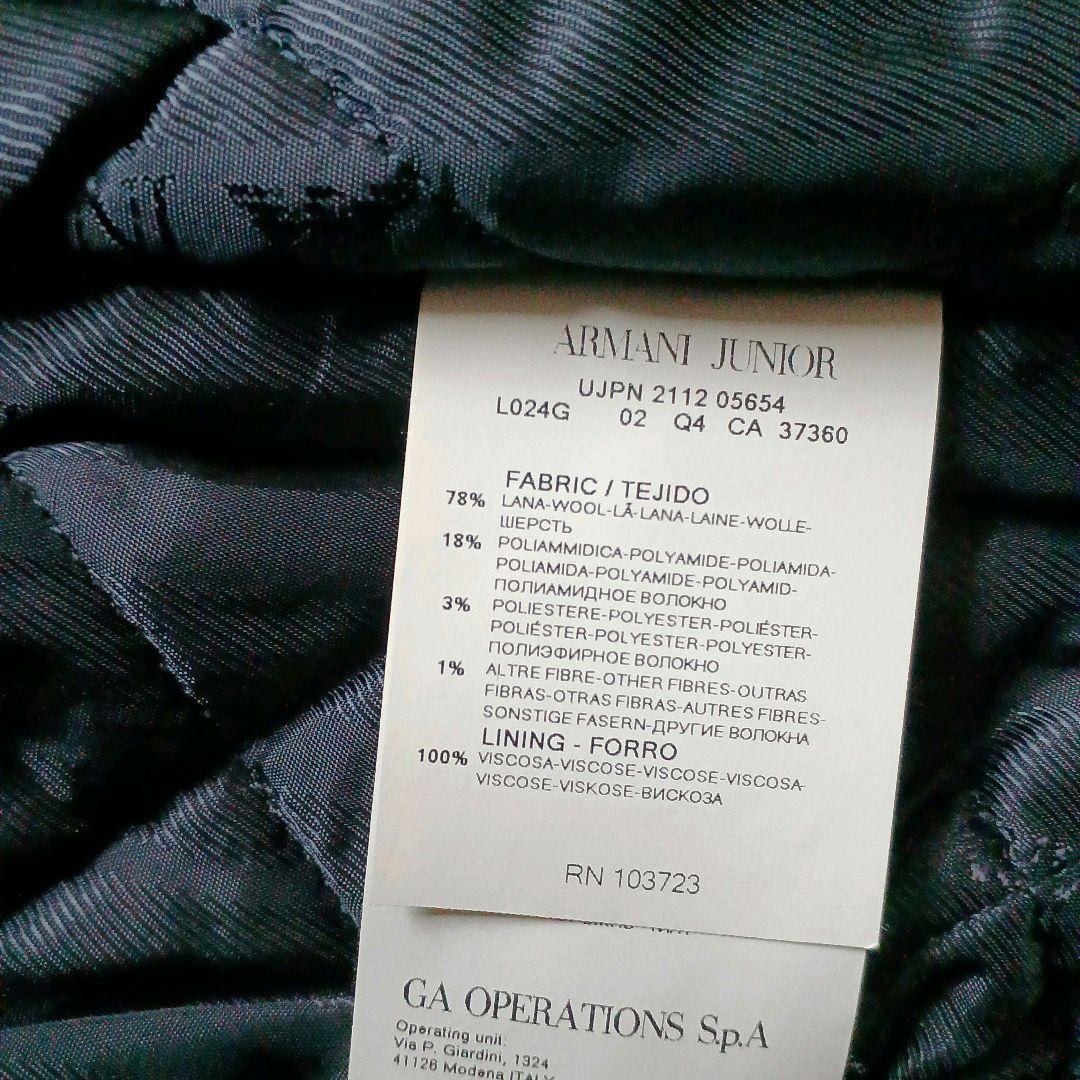 ARMANI JUNIOR
UJPN 2112 05654
L024G 02 Q4 CA 37360
FABRIC / TEJIDO
78% LANA-WOOL-LÃ-LANA-LAINE-WOLLE-
ШЕРСТЬ
18% POLIAMMIDICA-POLYAMIDE-POLIAMIDA-
POLIAMIDA-POLYAMIDE-POLYAMID-
ПОЛИАМИДНОЕ ВОЛОКНО
3% POLIESTERE-POLYESTER-POLIÉSTER-
POLIÉSTER-POLYESTER-POLYESTER-
ПОЛИЭФИРНОЕ ВОЛОКНО
1% ALTRE FIBRE-OTHER FIBRES-OUTRAS
FIBRAS-OTRAS FIBRAS-AUTRES FIBRES-
SONSTIGE FASERN-ДРУГИЕ ВОЛОКНА
LINING - FORRO
100% VISCOSA-VISCOSE-VISCOSE-VISCOSA-
VISCOSE-VISKOSE-ВИСКОЗА
RN 103723
GA OPERATIONS S.p.A
Operating unit:
Via P. Giardini, 1324
41126 Modena ITALY